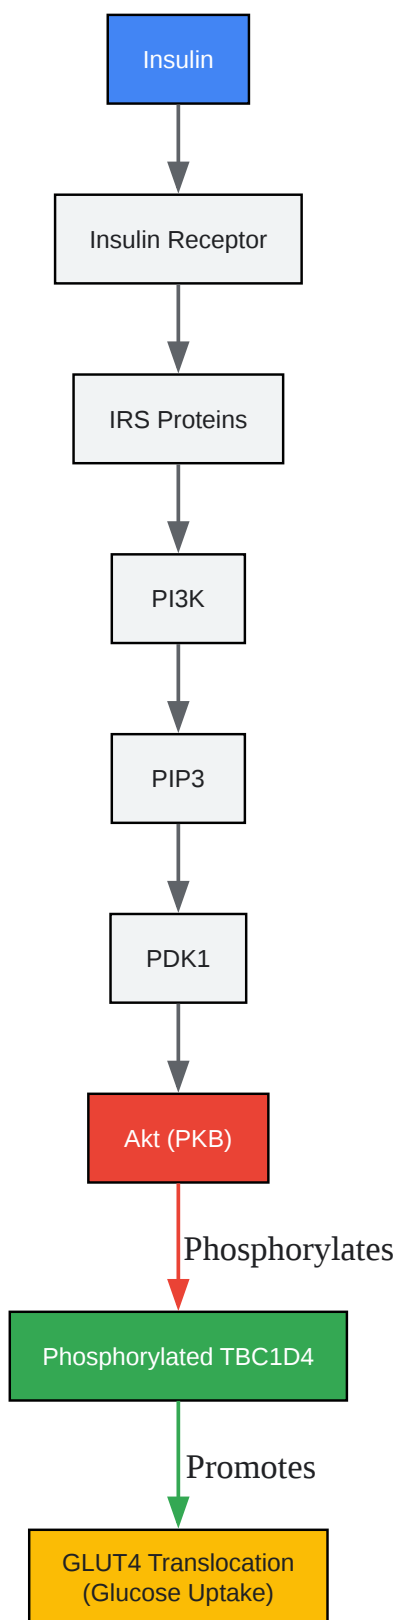 Insulin
Insulin Receptor
IRS Proteins
PI3K
PIP3
PDK1
Akt (PKB)
Phosphorylates
Phosphorylated TBC1D4
Promotes
GLUT4 Translocation
(Glucose Uptake)